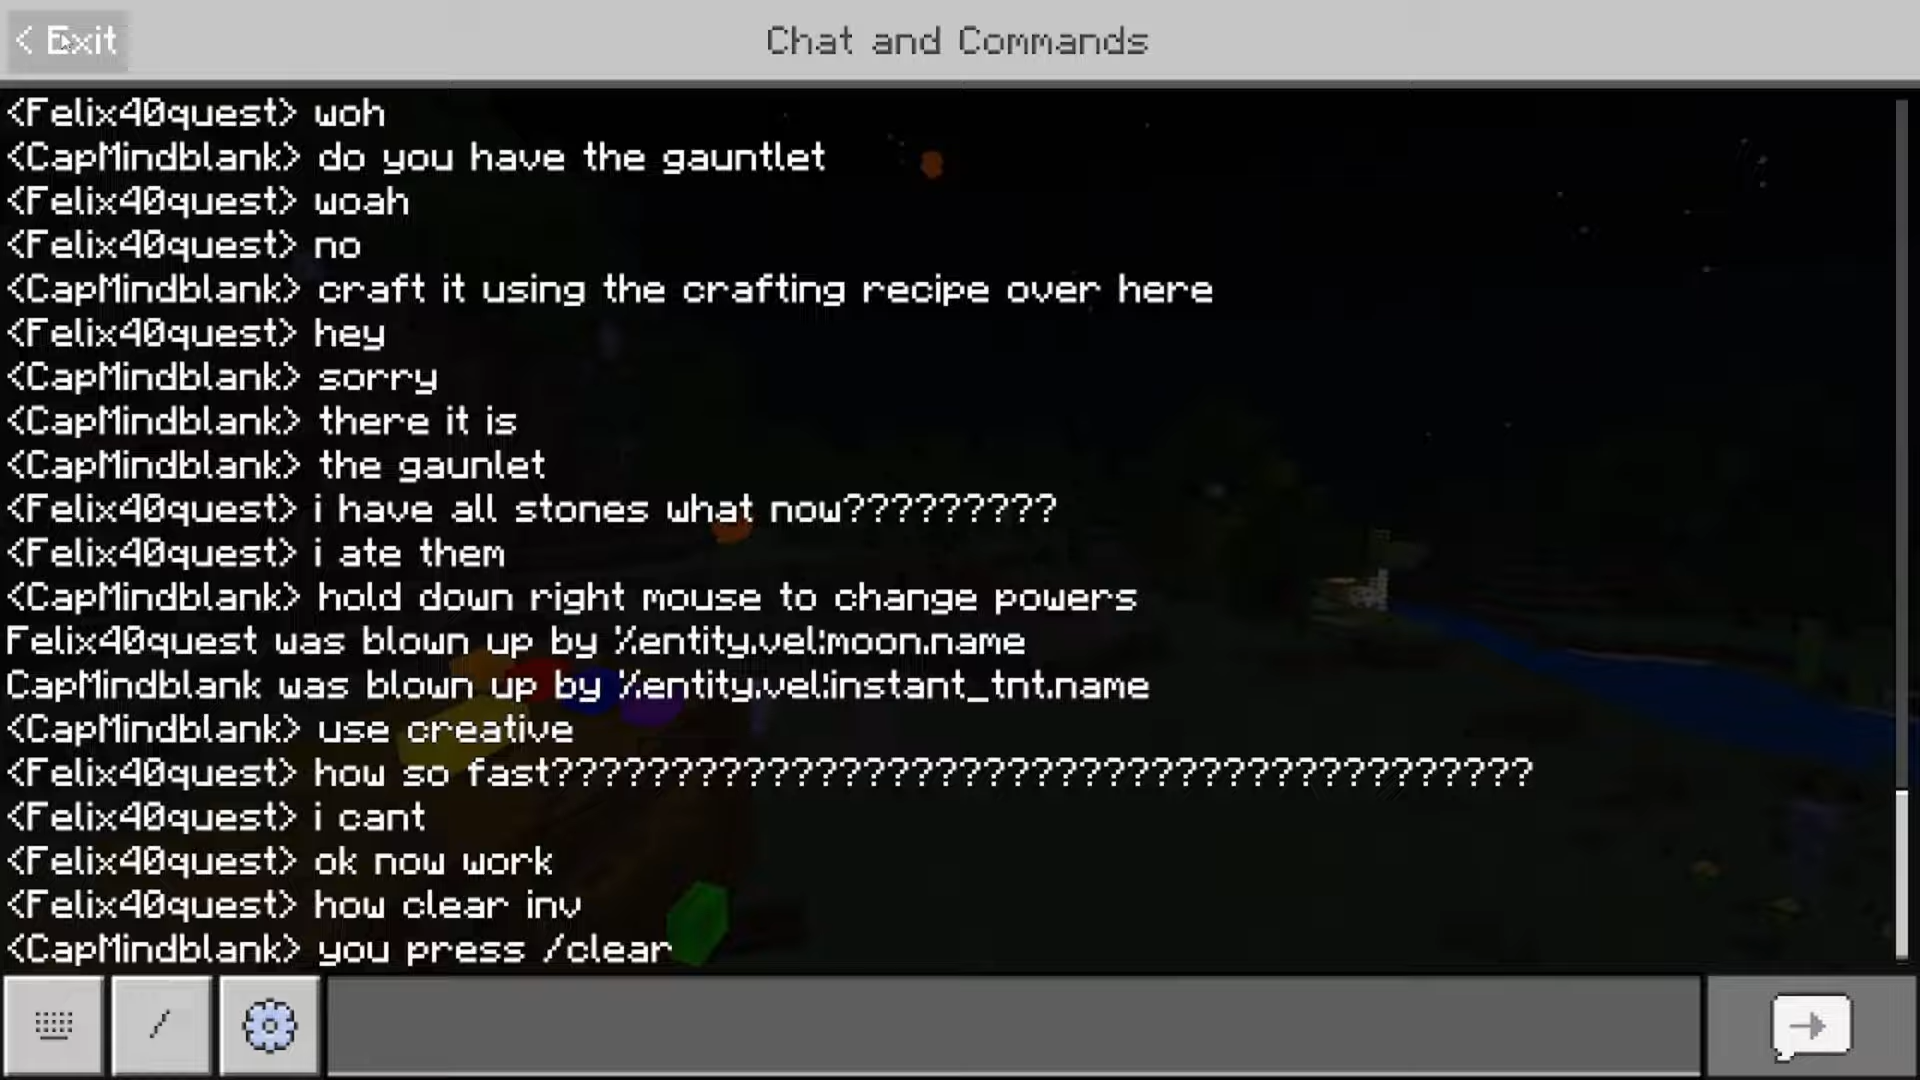 < Exit
Chat and Commands
<Felix40quest> woh
<CapMindblank> do you have the gauntlet
<Felix40quest> woah
<Felix40quest> no
<CapMindblank> craft it using the crafting recipe over here
<Felix40quest> hey
<CapMindblank> sorry
<CapMindblank> there it is
<CapMindblank> the gaunlet
<Felix40quest> i have all stones what now?????????
<Felix40quest> i ate them
<CapMindblank> hold down right mouse to change powers
Felix40quest was blown up by %entity.vel:moon.name
CapMindblank was blown up by %entity.vel:instant_tnt.name
<CapMindblank> use creative
<Felix40quest> how so fast?????????????????????????????????????????
<Felix40quest> i cant
<Felix40quest> ok now work
<Felix40quest> how clear inv
<CapMindblank> you press /clear
/